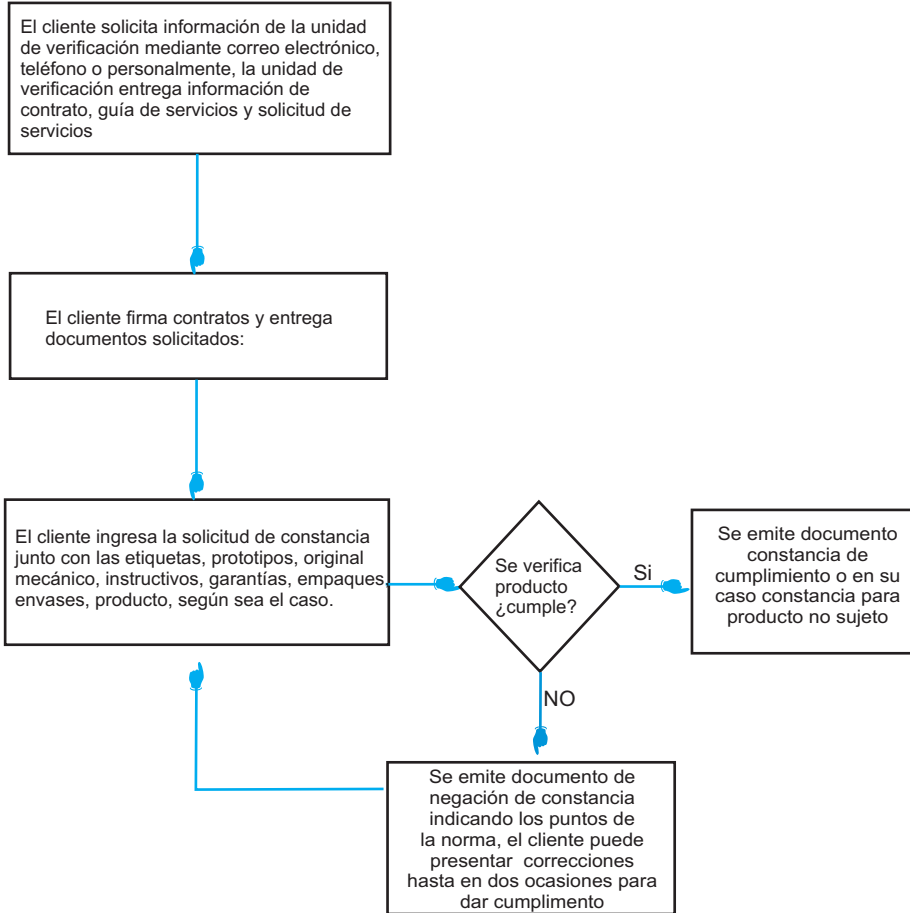 El cliente solicita información de la unidad
de verificación mediante correo electrónico,
teléfono o personalmente, la unidad de
verificación entrega información de
contrato, guía de servicios y solicitud de
servicios
El cliente firma contratos y entrega
documentos solicitados:
El cliente ingresa la solicitud de constancia
junto con las etiquetas, prototipos, original
mecánico, instructivos, garantías, empaques
envases, producto, según sea el caso.
Se verifica
producto
¿cumple?
Si
Se emite documento
constancia de
cumplimiento o en su
caso constancia para
producto no sujeto
NO
Se emite documento de
negación de constancia
indicando los puntos de
la norma, el cliente puede
presentar correcciones
hasta en dos ocasiones para
dar cumplimento